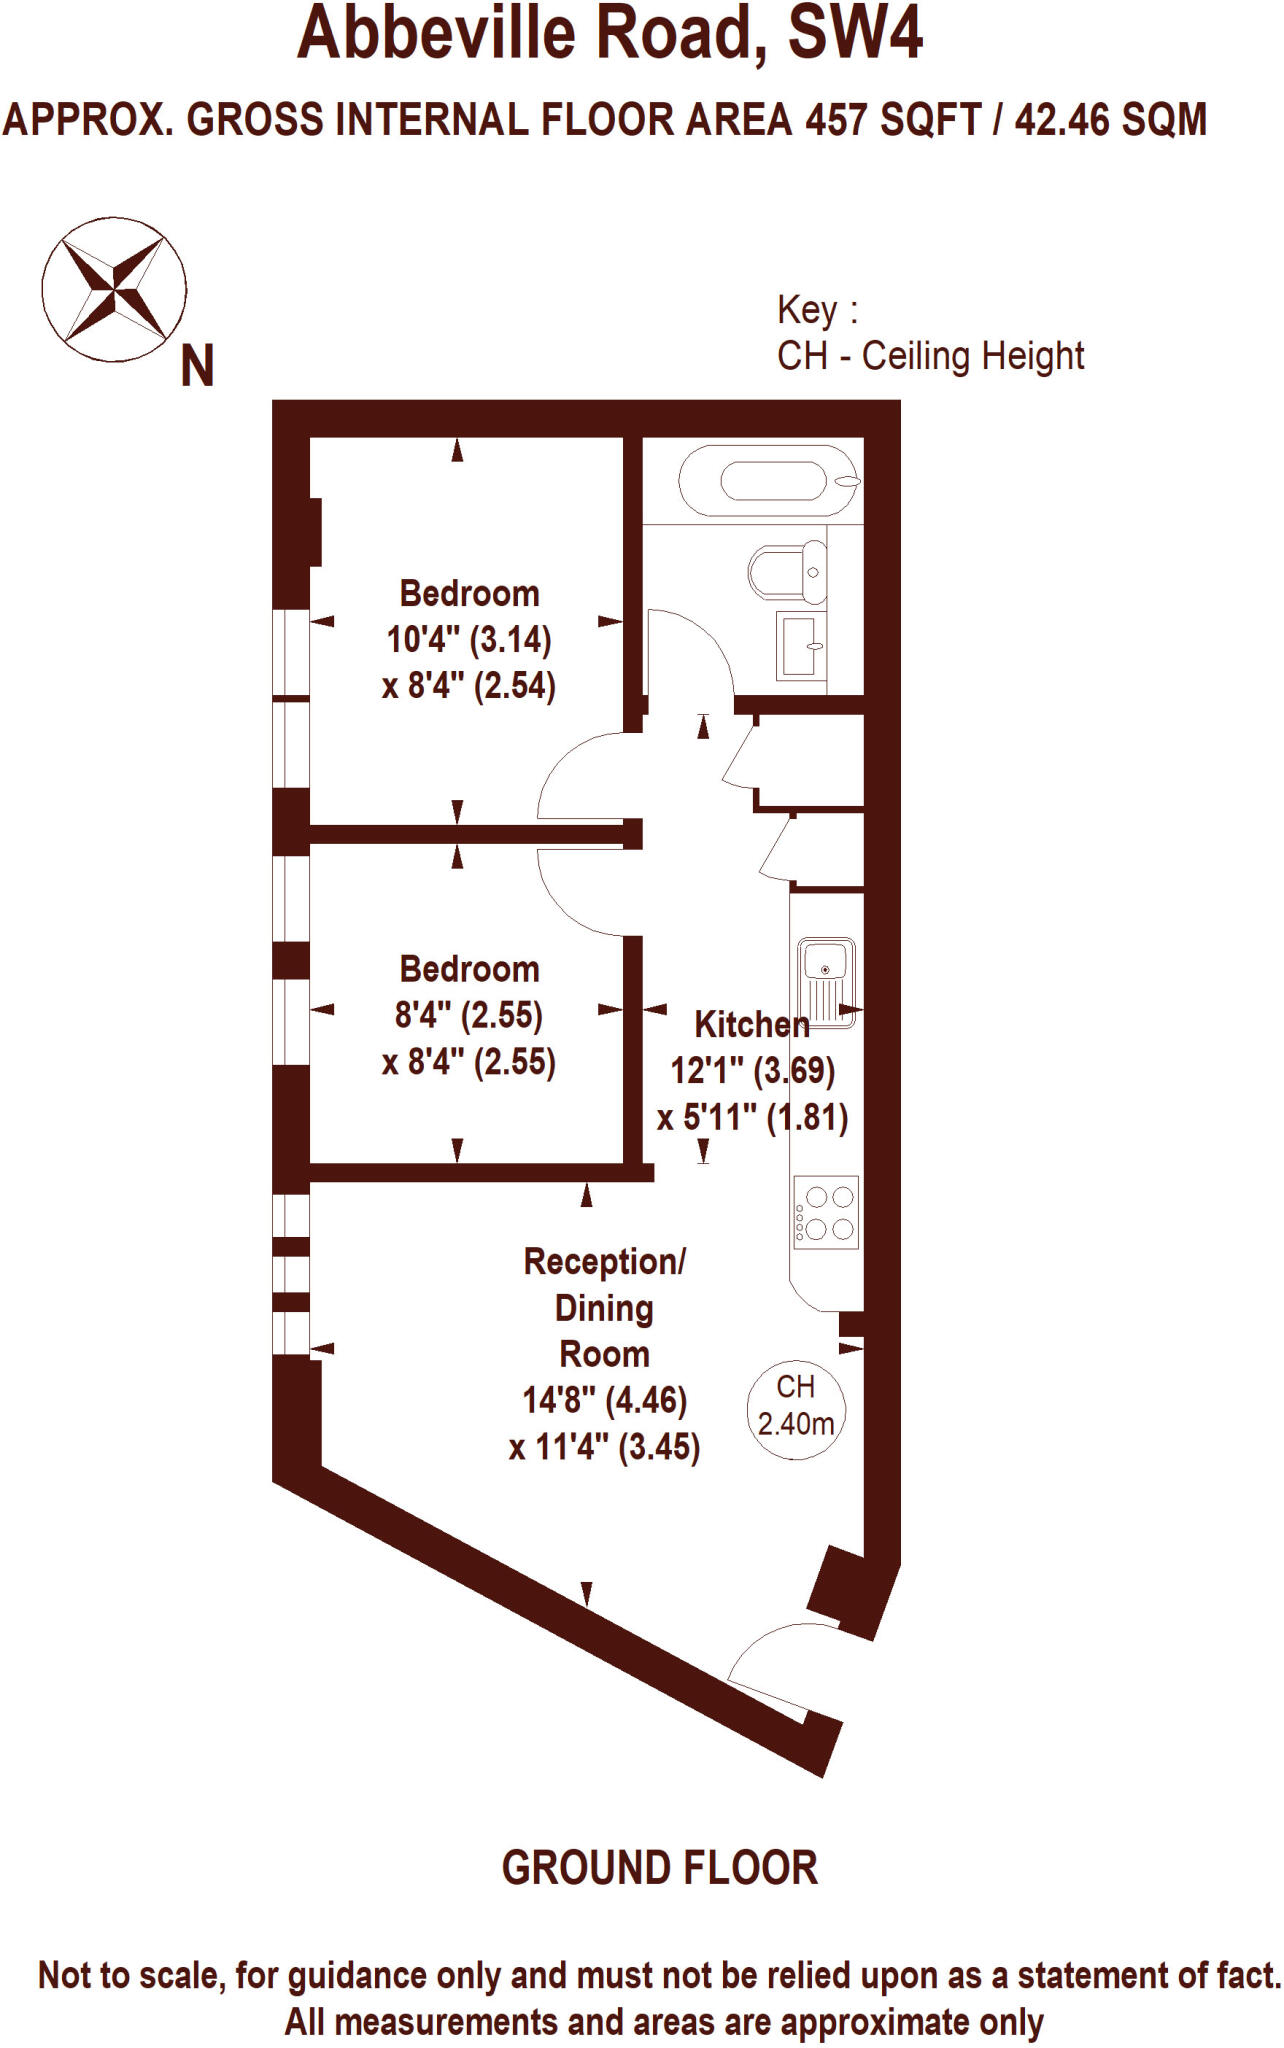 Abbeville Road, SW4
APPROX. GROSS INTERNAL FLOOR AREA 457 SQFT / 42.46 SQM
N
Key :
CH - Ceiling Height
Bedroom
10'4" (3.14)
x 8'4" (2.54)
Bedroom
8'4" (2.55)
x 8'4" (2.55)
Kitchen
12'1" (3.69)
x 5'11" (1.81)
Reception/
Dining
Room
14'8" (4.46)
x 11'4" (3.45)
CH
2.40m
GROUND FLOOR
Not to scale, for guidance only and must not be relied upon as a statement of fact.
All measurements and areas are approximate only